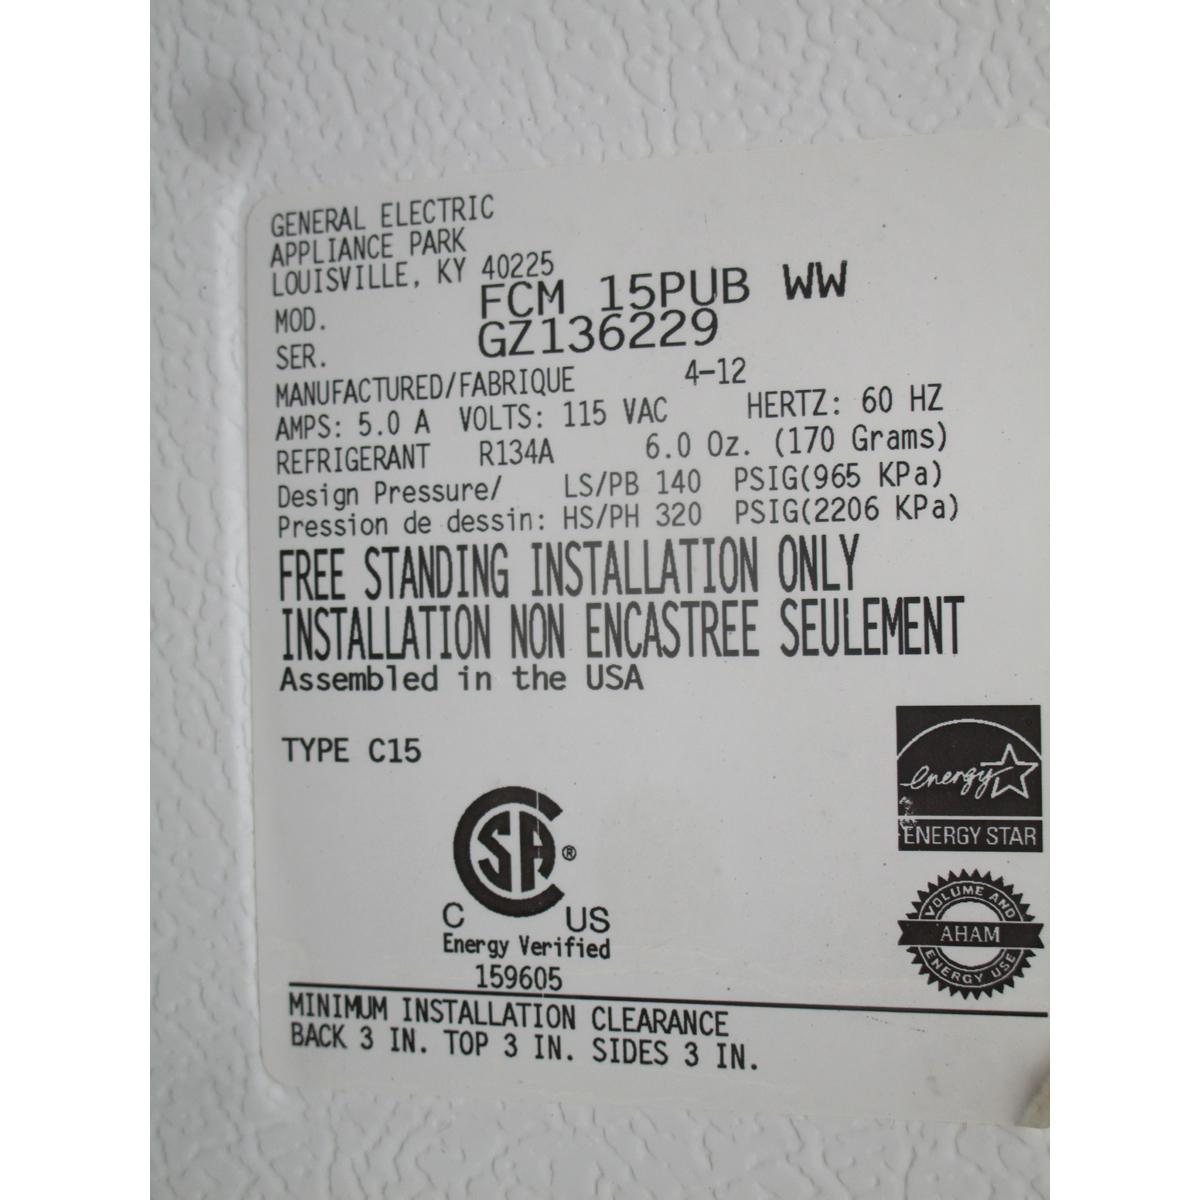 GENERAL ELECTRIC
APPLIANCE PARK
LOUISVILLE, KY 40225
MOD. FCM 15PUB WW
SER. GZ136229
MANUFACTURED/FABRIQUE 4-12
AMPS: 5.0 A VOLTS: 115 VAC HERTZ: 60 HZ
REFRIGERANT R134A 6.0 Oz. (170 Grams)
Design Pressure/ LS/PB 140 PSIG(965 KPa)
Pression de dessin: HS/PH 320 PSIG(2206 KPa)
FREE STANDING INSTALLATION ONLY
INSTALLATION NON ENCASTREE SEULEMENT
Assembled in the USA
TYPE C15
energy
ENERGY STAR
CSA ®
C US
Energy Verified
159605
VOLUME AND
AHAM
ENERGY USE
MINIMUM INSTALLATION CLEARANCE
BACK 3 IN. TOP 3 IN. SIDES 3 IN.